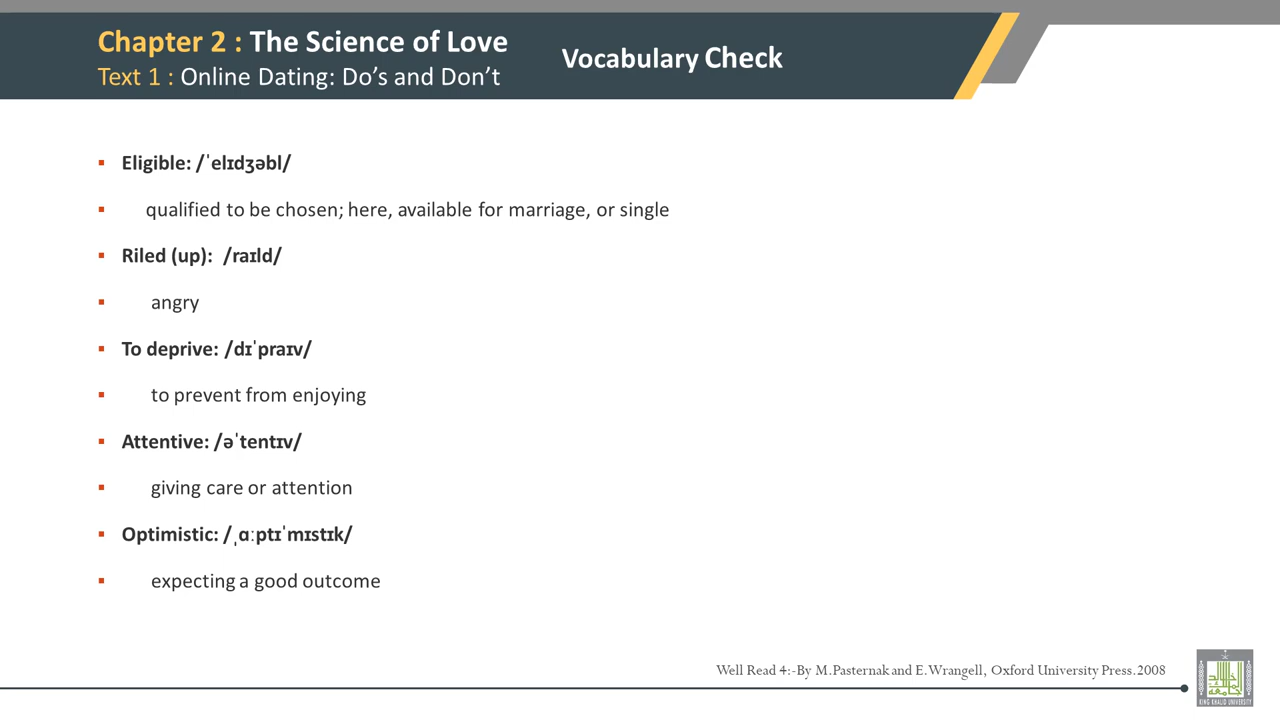 Chapter 2 : The Science of Love
Text 1 : Online Dating: Do’s and Don’t
Vocabulary Check
▪ Eligible: /ˈelɪdʒəbl/
▪ qualified to be chosen; here, available for marriage, or single
▪ Riled (up): /raɪld/
▪ angry
▪ To deprive: /dɪˈpraɪv/
▪ to prevent from enjoying
▪ Attentive: /əˈtentɪv/
▪ giving care or attention
▪ Optimistic: /ˌɑːptɪˈmɪstɪk/
▪ expecting a good outcome
Well Read 4:-By M.Pasternak and E.Wrangell, Oxford University Press.2008
KING KHALID UNIVERSITY